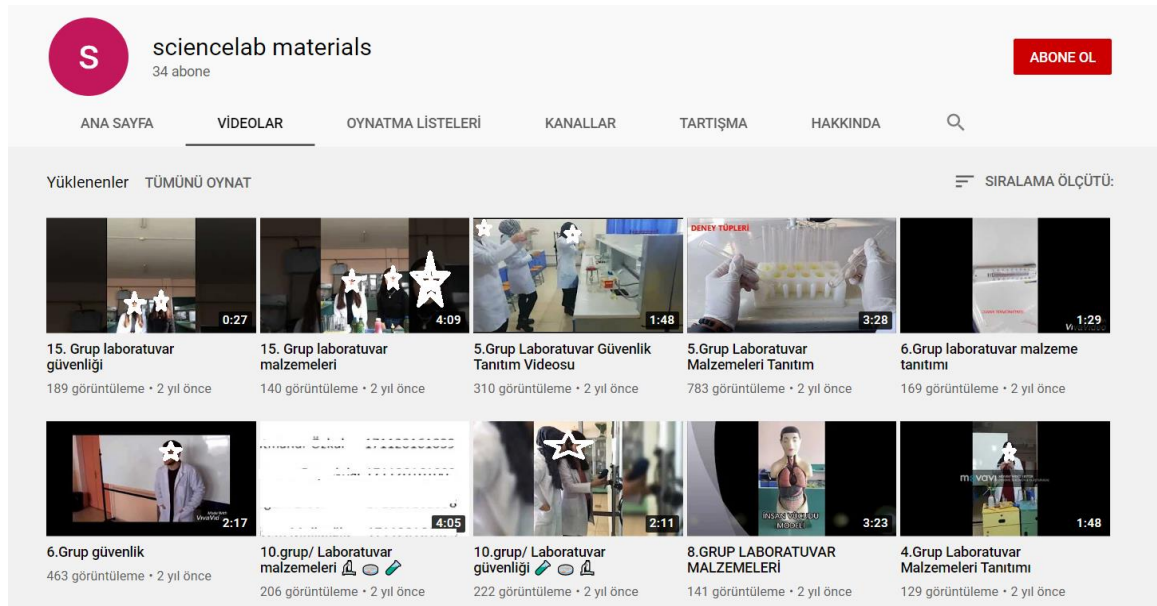 S
sciencelab materials
34 abone
ABONE OL
ANA SAYFA
VİDEOLAR
OYNATMA LİSTELERİ
KANALLAR
TARTIŞMA
HAKKINDA
Yüklenenler
TÜMÜNÜ OYNAT
SIRALAMA ÖLÇÜTÜ:
0:27
15. Grup laboratuvar
güvenliği
189 görüntüleme • 2 yıl önce
4:09
15. Grup laboratuvar
malzemeleri
140 görüntüleme • 2 yıl önce
1:48
5.Grup Laboratuvar Güvenlik
Tanıtım Videosu
310 görüntüleme • 2 yıl önce
DENEY TÜPLERİ
3:28
5.Grup Laboratuvar
Malzemeleri Tanıtım
783 görüntüleme • 2 yıl önce
1:29
6.Grup laboratuvar malzeme
tanıtımı
169 görüntüleme • 2 yıl önce
VivaVideo
2:17
6.Grup güvenlik
463 görüntüleme • 2 yıl önce
4:05
10.grup/ Laboratuvar
malzemeleri
206 görüntüleme • 2 yıl önce
2:11
10.grup/ Laboratuvar
güvenliği
222 görüntüleme • 2 yıl önce
İNSAN VÜCUDU
MODELİ
3:23
8.GRUP LABORATUVAR
MALZEMELERİ
141 görüntüleme • 2 yıl önce
movavi
1:48
4.Grup Laboratuvar
Malzemeleri Tanıtımı
129 görüntüleme • 2 yıl önce